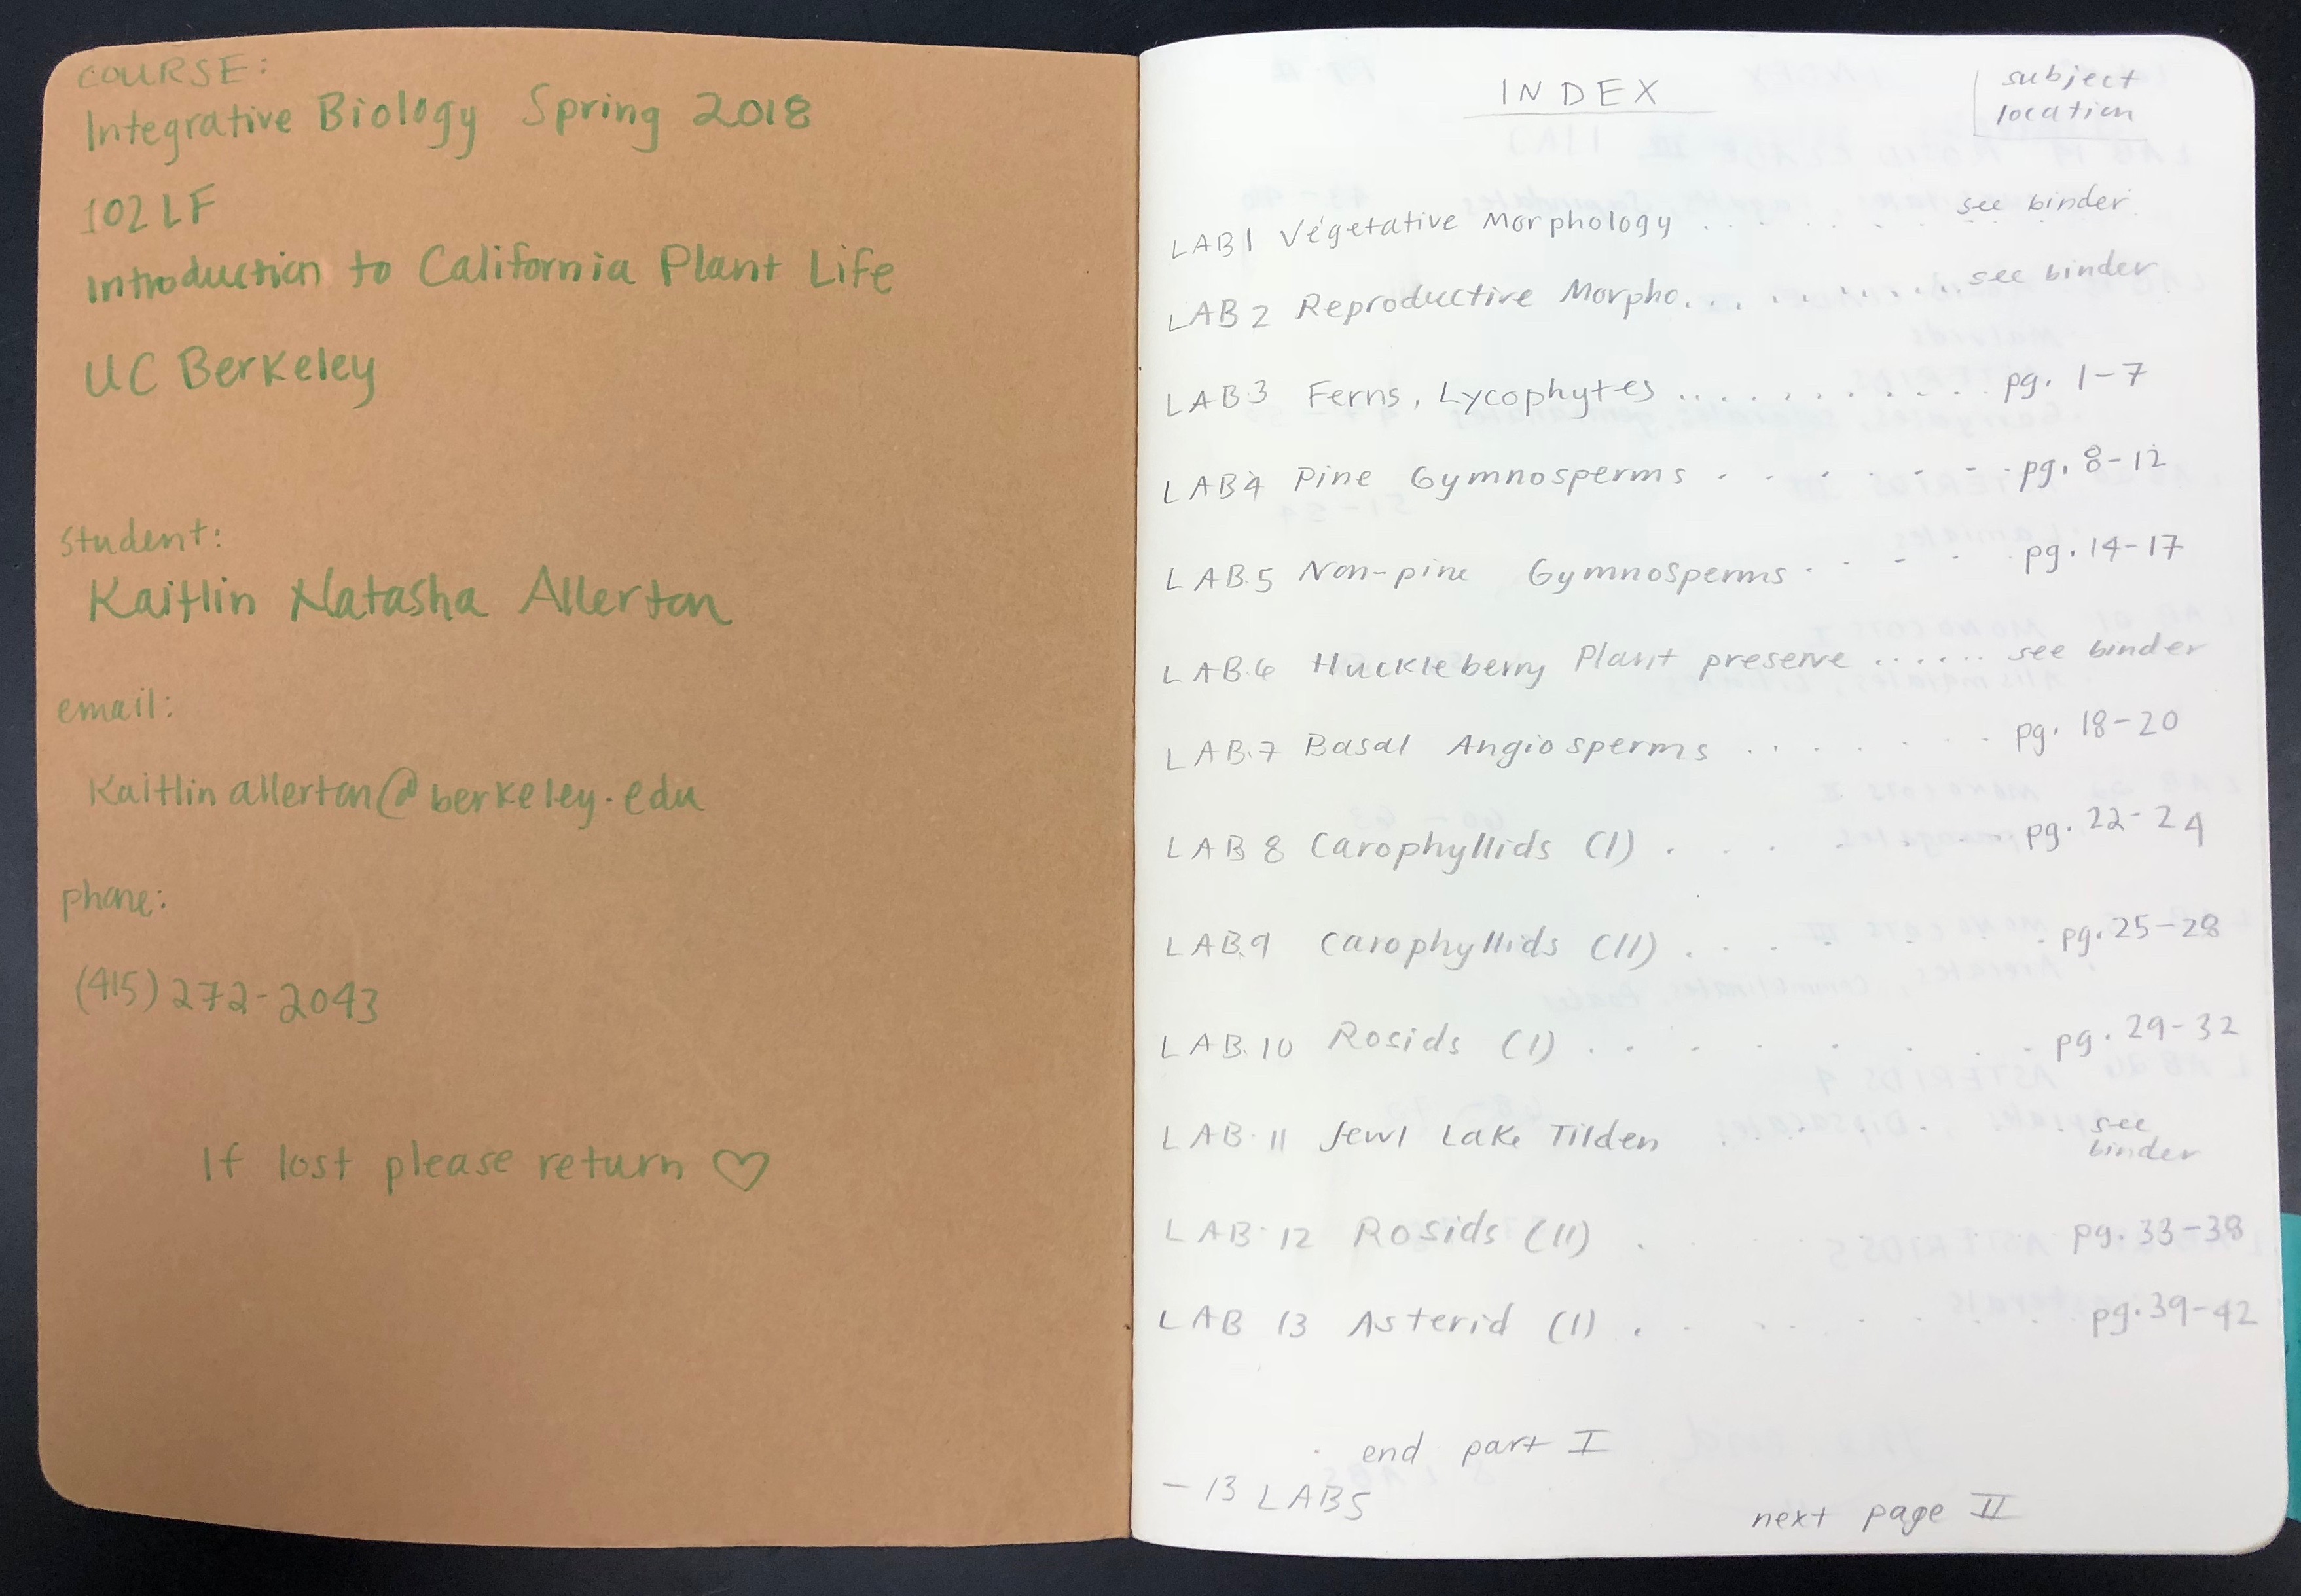 COURSE:
Integrative Biology Spring 2018
102 LF
Introduction to California Plant Life
UC Berkeley
student:
Kaitlin Natasha Allerton
email:
Kaitlinallerton@berkeley.edu
phone:
(415) 272-2043
If lost please return ♡
INDEX
subject
location
LAB 1 Vegetative Morphology . . . . . . see binder
LAB 2 Reproductive Morpho. . . . . . . . see binder
LAB 3 Ferns, Lycophytes . . . . . . . . . pg. 1-7
LAB 4 Pine Gymnosperms . . . . . . . pg. 8-12
LAB 5 Non-pine Gymnosperms . . . . . pg. 14-17
LAB 6 Huckleberry Plant preserve . . . . . . see binder
LAB 7 Basal Angiosperms . . . . . . . pg. 18-20
LAB 8 Carophyllids (I) . . . . . . pg. 22-24
LAB 9 Carophyllids (II) . . . . . . pg. 25-28
LAB 10 Rosids (I) . . . . . . . . pg. 29-32
LAB 11 Jewl Lake Tilden . . . . . . see
binder
LAB 12 Rosids (II) . . . . . pg. 33-38
LAB 13 Asterid (I) . . . . . . . pg. 39-42
end part I
- 13 LABS
next page II